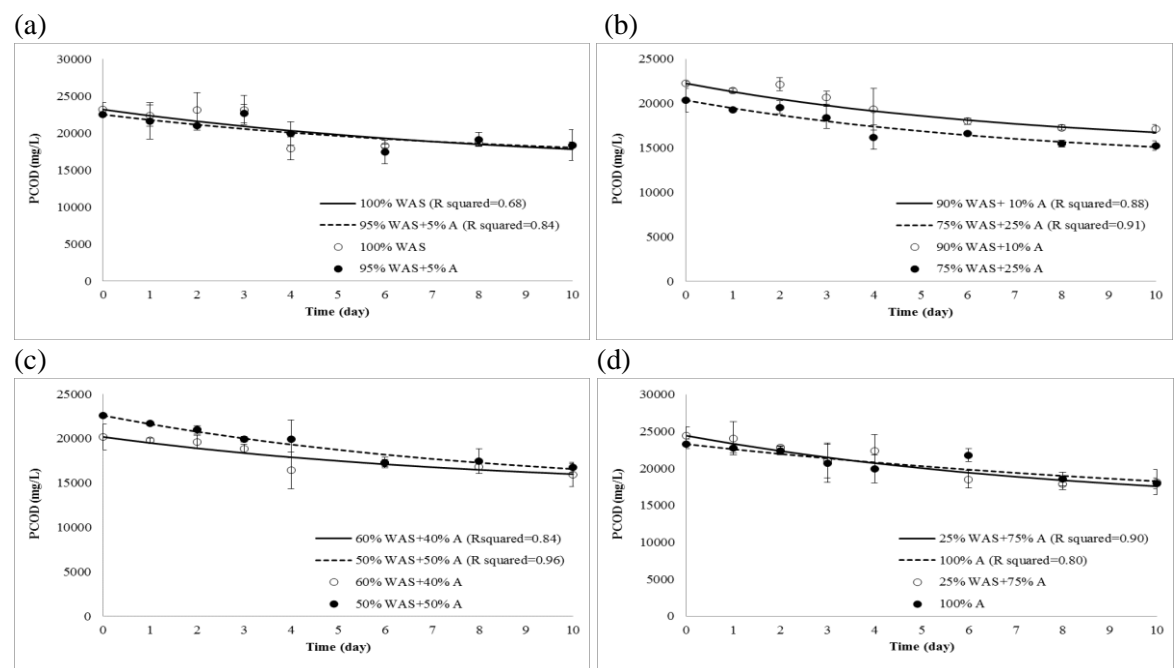 (a)
30000
25000
20000
15000
10000
5000
0
PCOD (mg/L)
100% WAS (R squared=0.68)
95% WAS+5% A (R squared=0.84)
100% WAS
95% WAS+5% A
0 1 2 3 4 5 6 7 8 9 10
Time (day)
(b)
25000
20000
15000
10000
5000
0
PCOD (mg/L)
90% WAS+ 10% A (R squared=0.88)
75% WAS+25% A (R squared=0.91)
90% WAS+10% A
75% WAS+25% A
0 1 2 3 4 5 6 7 8 9 10
Time (day)
(c)
25000
20000
15000
10000
5000
0
PCOD (mg/L)
60% WAS+40% A (Rsquared=0.84)
50% WAS+50% A (R squared=0.96)
60% WAS+40% A
50% WAS+50% A
0 1 2 3 4 5 6 7 8 9 10
Time (day)
(d)
30000
25000
20000
15000
10000
5000
0
PCOD (mg/L)
25% WAS+75% A (R squared=0.90)
100% A (R squared=0.80)
25% WAS+75% A
100% A
0 1 2 3 4 5 6 7 8 9 10
Time (day)